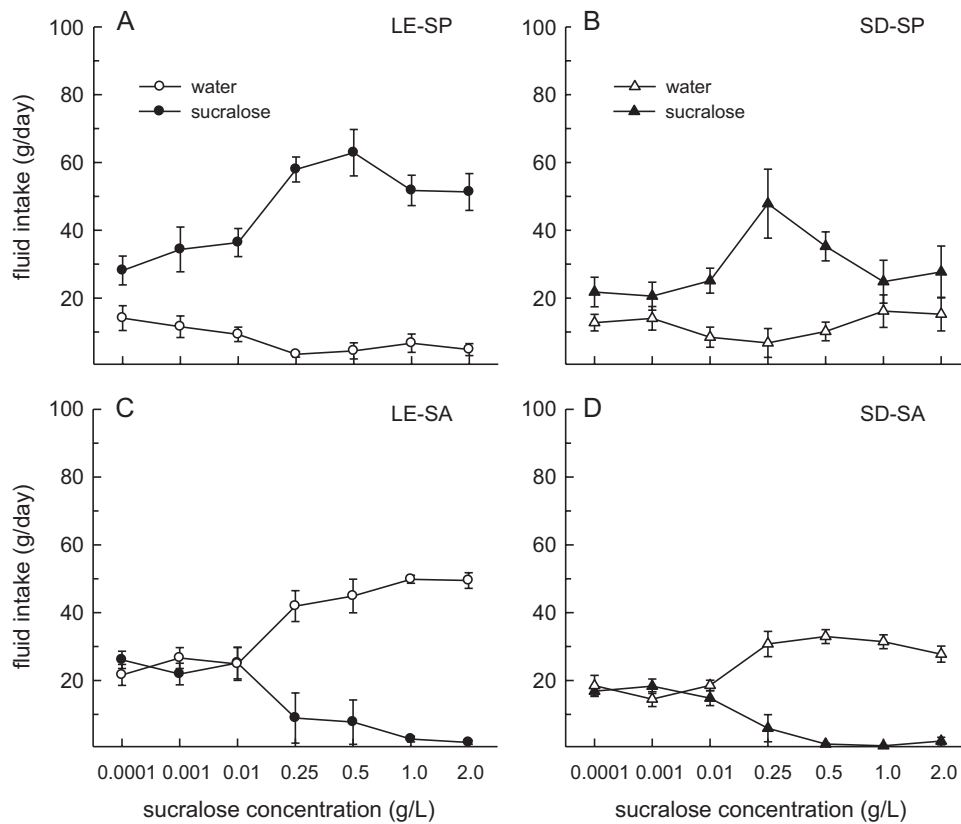 A
LE-SP
100
80
60
40
20
fluid intake (g/day)
water
sucralose
B
SD-SP
100
80
60
40
20
water
sucralose
C
LE-SA
100
80
60
40
20
fluid intake (g/day)
0.0001 0.001 0.01 0.25 0.5 1.0 2.0
sucralose concentration (g/L)
D
SD-SA
100
80
60
40
20
0.0001 0.001 0.01 0.25 0.5 1.0 2.0
sucralose concentration (g/L)